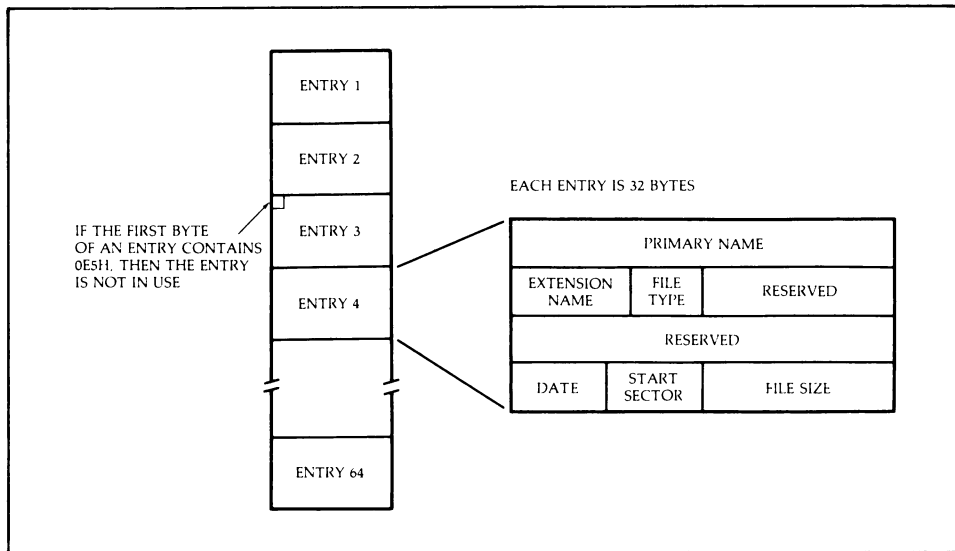 ENTRY 1
ENTRY 2
EACH ENTRY IS 32 BYTES
IF THE FIRST BYTE
OF AN ENTRY CONTAINS
0E5H, THEN THE ENTRY
IS NOT IN USE
ENTRY 3
ENTRY 4
PRIMARY NAME
EXTENSION
NAME
FILE
TYPE
RESERVED
RESERVED
DATE
START
SECTOR
FILE SIZE
ENTRY 64